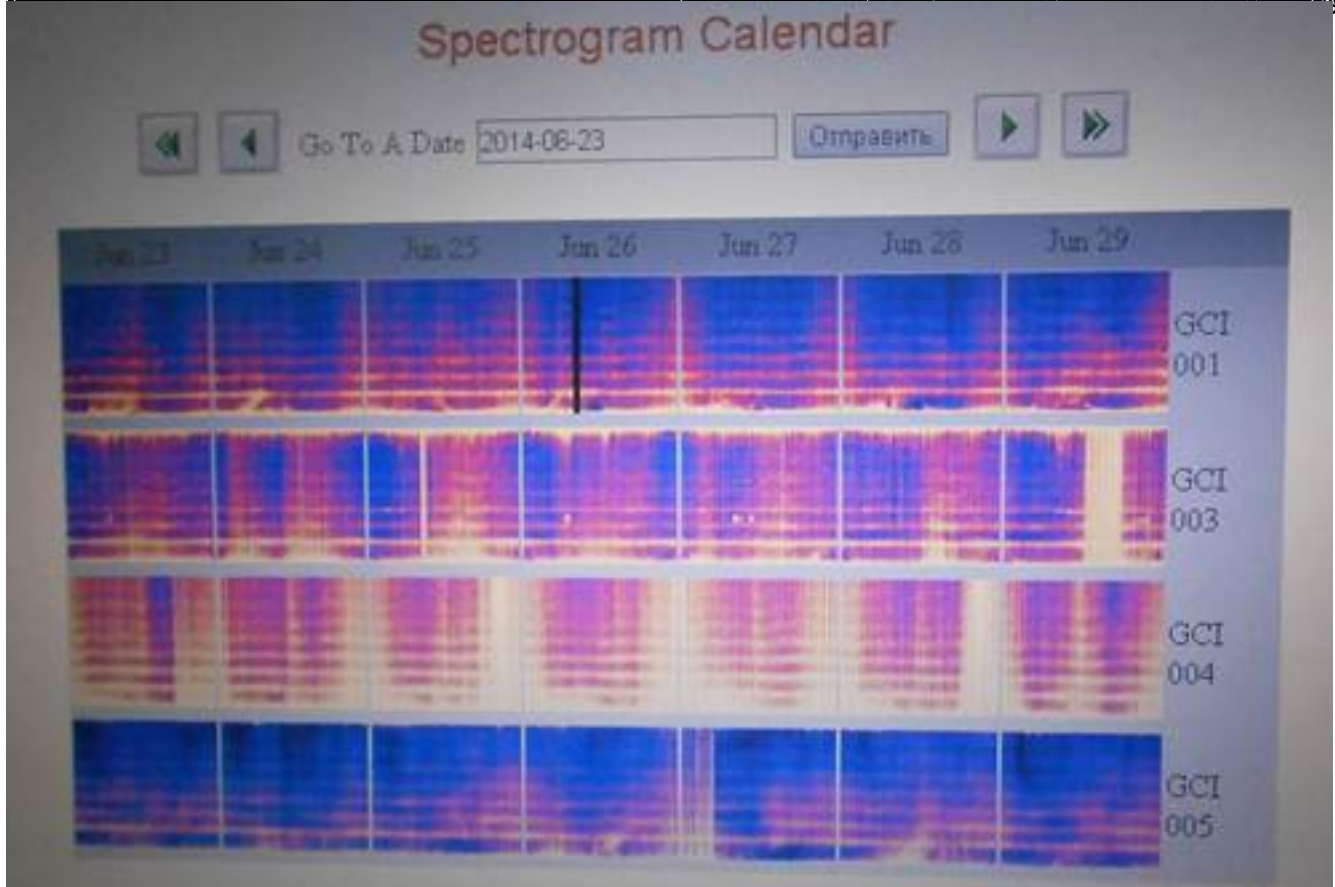 Spectrogram Calendar
Go To A Date 2014-06-23 Отправить
Jun 23 Jun 24 Jun 25 Jun 26 Jun 27 Jun 28 Jun 29
GCI
001
GCI
003
GCI
004
GCI
005